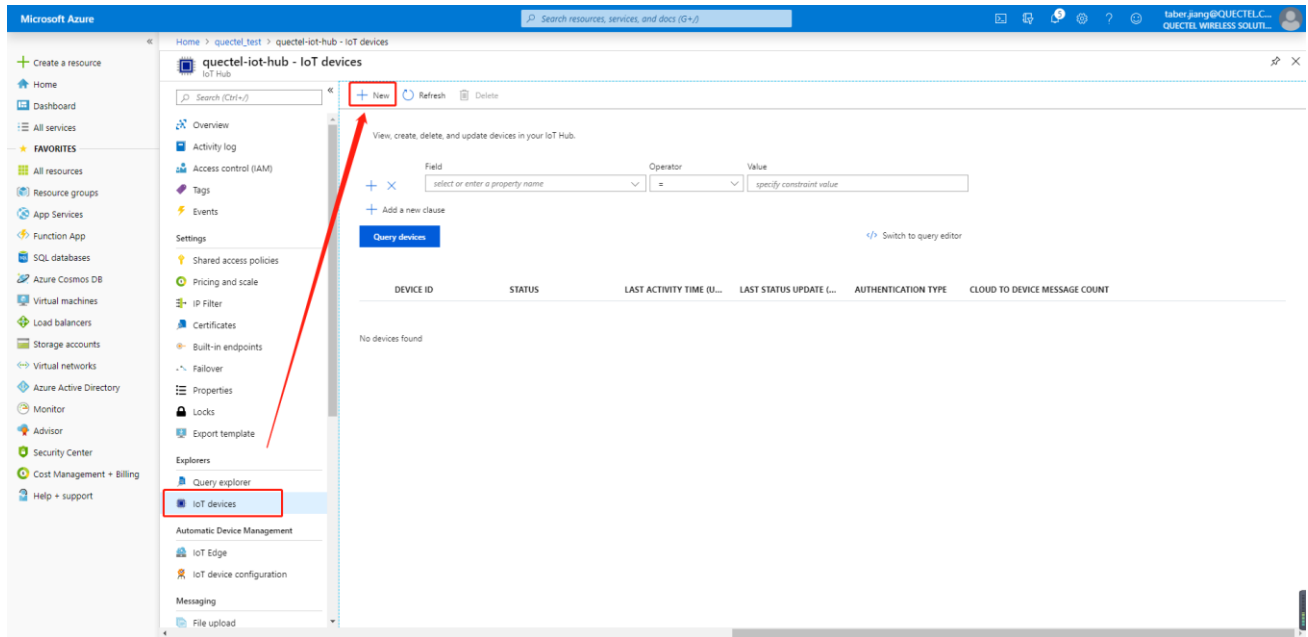 Microsoft Azure
Search resources, services, and docs (G+/)
taber.jiang@QUECTEL.C...
QUECTEL WIRELESS SOLUTI...
Create a resource
Home
Dashboard
All services
FAVORITES
All resources
Resource groups
App Services
Function App
SQL databases
Azure Cosmos DB
Virtual machines
Load balancers
Storage accounts
Virtual networks
Azure Active Directory
Monitor
Advisor
Security Center
Cost Management + Billing
Help + support
Home > quectel_test > quectel-iot-hub - IoT devices
quectel-iot-hub - IoT devices
IoT Hub
Search (Ctrl+/)
Overview
Activity log
Access control (IAM)
Tags
Events
Settings
Shared access policies
Pricing and scale
IP Filter
Certificates
Built-in endpoints
Failover
Properties
Locks
Export template
Explorers
Query explorer
IoT devices
Automatic Device Management
IoT Edge
IoT device configuration
Messaging
File upload
New Refresh Delete
View, create, delete, and update devices in your IoT Hub.
Field Operator Value
select or enter a property name = specify constraint value
Add a new clause
Query devices </> Switch to query editor
DEVICE ID STATUS LAST ACTIVITY TIME (U... LAST STATUS UPDATE (... AUTHENTICATION TYPE CLOUD TO DEVICE MESSAGE COUNT
No devices found